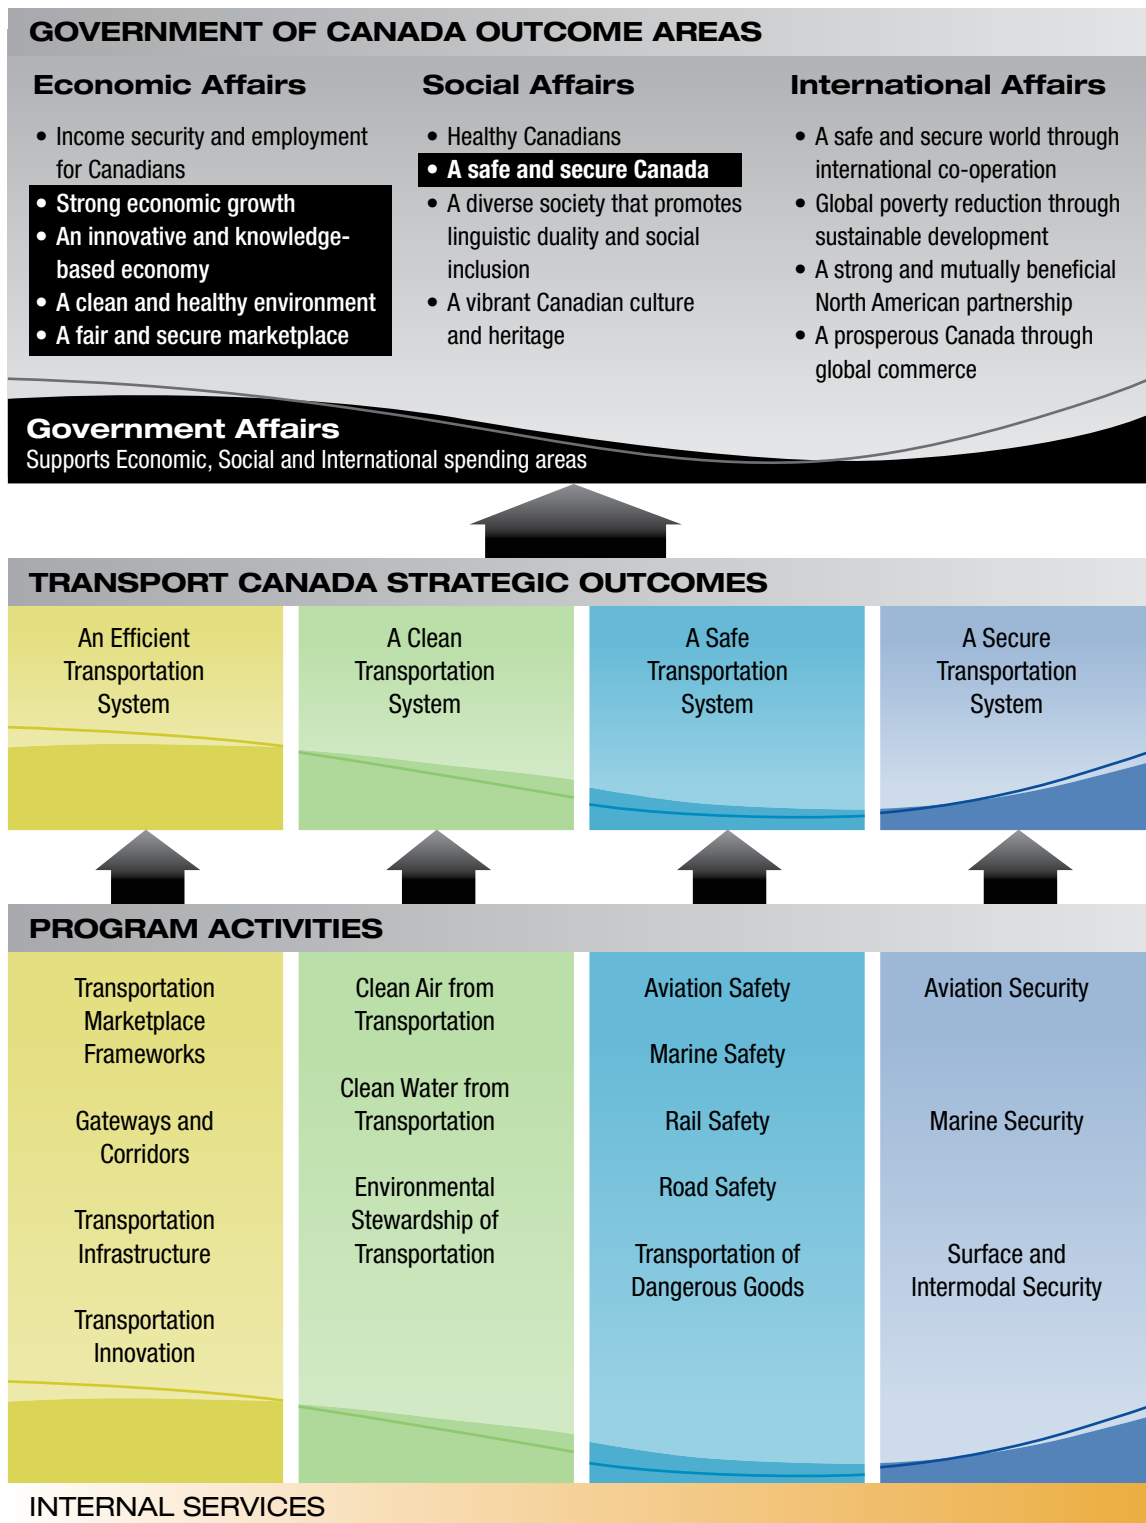 GOVERNMENT OF CANADA OUTCOME AREAS
Economic Affairs
• Income security and employment
for Canadians
• Strong economic growth
• An innovative and knowledge-
based economy
• A clean and healthy environment
• A fair and secure marketplace
Social Affairs
• Healthy Canadians
• A safe and secure Canada
• A diverse society that promotes
linguistic duality and social
inclusion
• A vibrant Canadian culture
and heritage
International Affairs
• A safe and secure world through
international co-operation
• Global poverty reduction through
sustainable development
• A strong and mutually beneficial
North American partnership
• A prosperous Canada through
global commerce
Government Affairs
Supports Economic, Social and International spending areas
TRANSPORT CANADA STRATEGIC OUTCOMES
An Efficient
Transportation
System
A Clean
Transportation
System
A Safe
Transportation
System
A Secure
Transportation
System
PROGRAM ACTIVITIES
Transportation
Marketplace
Frameworks
Gateways and
Corridors
Transportation
Infrastructure
Transportation
Innovation
Clean Air from
Transportation
Clean Water from
Transportation
Environmental
Stewardship of
Transportation
Aviation Safety
Marine Safety
Rail Safety
Road Safety
Transportation of
Dangerous Goods
Aviation Security
Marine Security
Surface and
Intermodal Security
INTERNAL SERVICES